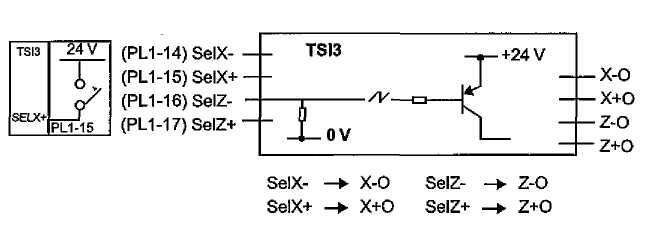 TSI3
24 V
SELX+
PL1-15
(PL1-14) SelX-
(PL1-15) SelX+
(PL1-16) SelZ-
(PL1-17) SelZ+
TSI3
+24 V
0 V
X-O
X+O
Z-O
Z+O
SelX- → X-O SelZ- → Z-O
SelX+ → X+O SelZ+ → Z+O